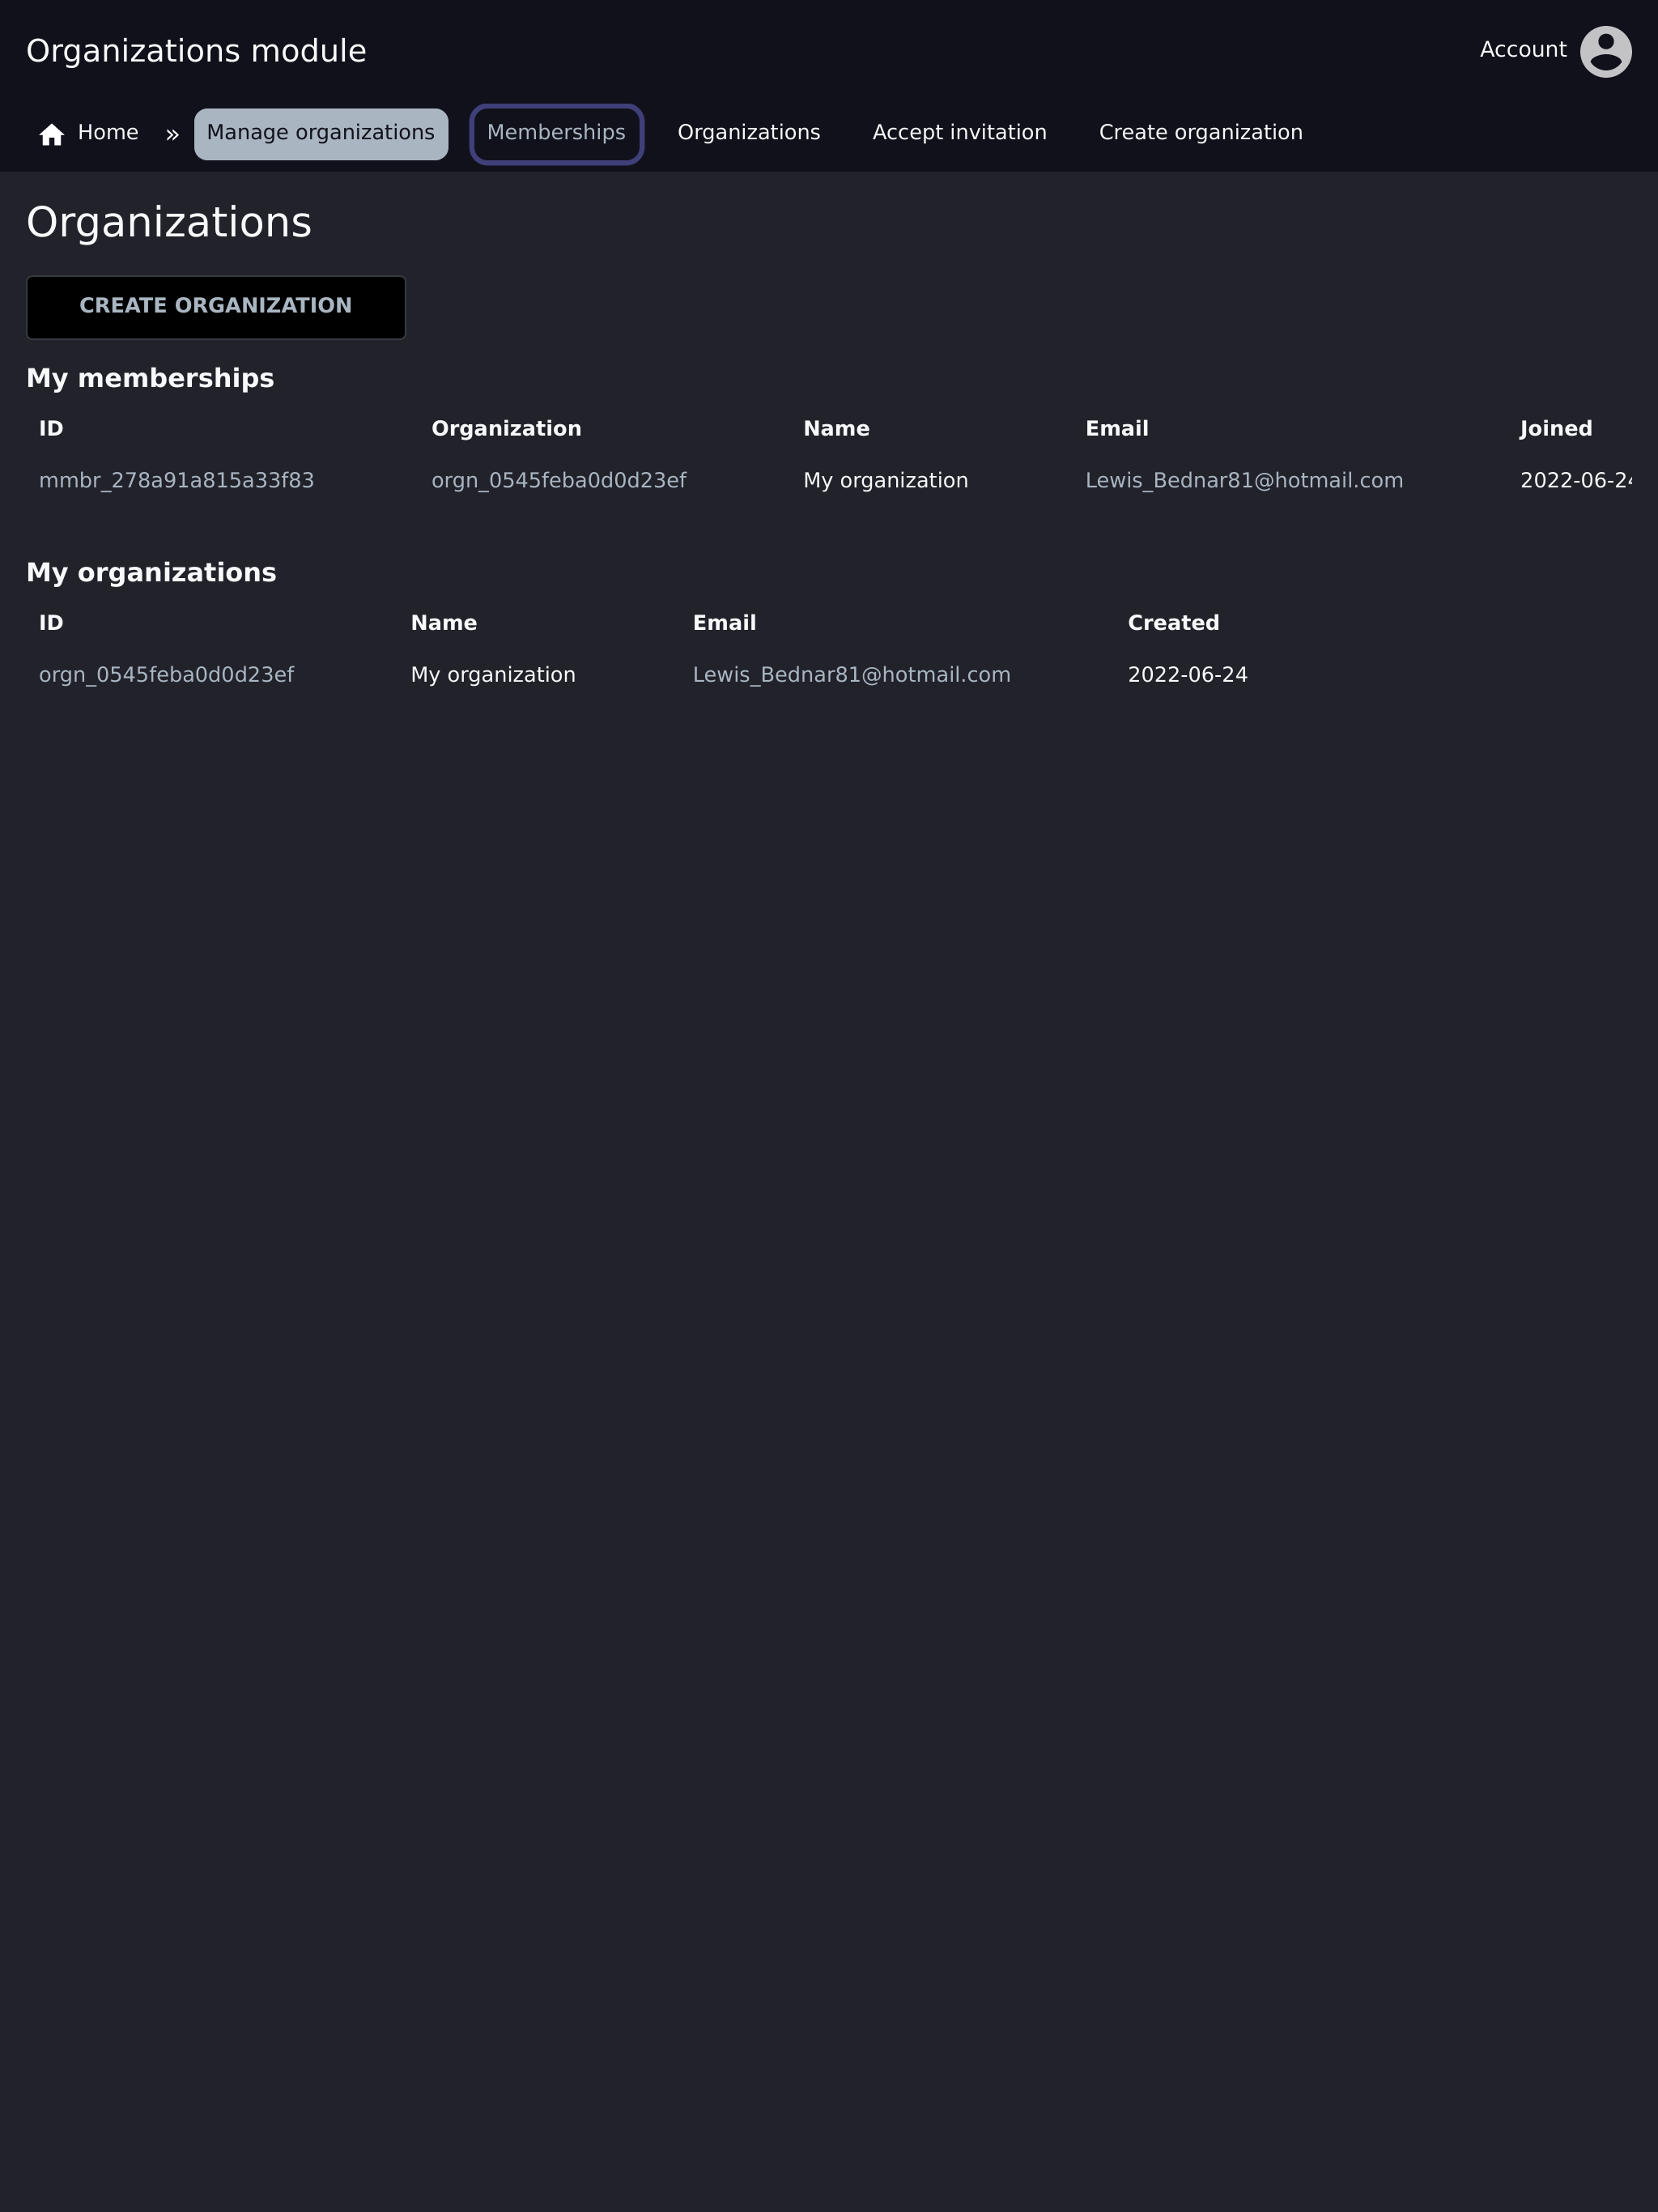 Organizations module
Account
Home » Manage organizations Memberships Organizations Accept invitation Create organization
Organizations
CREATE ORGANIZATION
My memberships
ID Organization Name Email Joined
mmbr_278a91a815a33f83 orgn_0545feba0d0d23ef My organization Lewis_Bednar81@hotmail.com 2022-06-24
My organizations
ID Name Email Created
orgn_0545feba0d0d23ef My organization Lewis_Bednar81@hotmail.com 2022-06-24